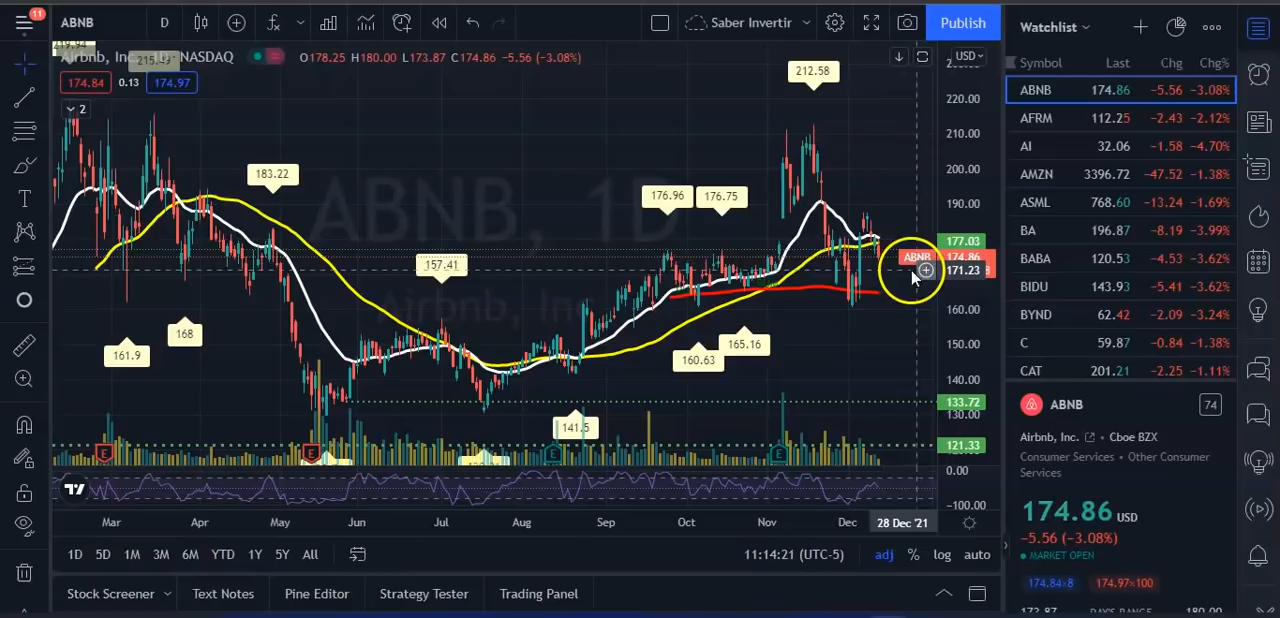 11
ABNB
D
Saber Invertir
Publish
Airbnb, Inc. · 1D · NASDAQ
O178.25 H180.00 L173.87 C174.86 −5.56 (−3.08%)
174.84 0.13 174.97
2
USD
220.00
210.00
200.00
190.00
177.03
ABNB 174.86
171.23
160.00
150.00
140.00
133.72
130.00
121.33
0.00
−100.00
212.58
183.22
176.96
176.75
157.41
161.9
168
160.63
165.16
141.5
ABNB, 1D
Airbnb, Inc.
E
E
E
E
Mar Apr May Jun Jul Aug Sep Oct Nov Dec 28 Dec '21
1D 5D 1M 3M 6M YTD 1Y 5Y All
11:14:21 (UTC-5) adj % log auto
Stock Screener Text Notes Pine Editor Strategy Tester Trading Panel
Watchlist
Symbol Last Chg Chg%
ABNB 174.86 −5.56 −3.08%
AFRM 112.25 −2.43 −2.12%
AI 32.06 −1.58 −4.70%
AMZN 3396.72 −47.52 −1.38%
ASML 768.60 −13.24 −1.69%
BA 196.87 −8.19 −3.99%
BABA 120.53 −4.53 −3.62%
BIDU 143.93 −5.41 −3.62%
BYND 62.42 −2.09 −3.24%
C 59.87 −0.84 −1.38%
CAT 201.21 −2.25 −1.11%
ABNB
74
Airbnb, Inc. • Cboe BZX
Consumer Services • Other Consumer
Services
174.86 USD
−5.56 (−3.08%)
MARKET OPEN
174.84×8 174.97×100
173.87 DAY'S RANGE 180.00